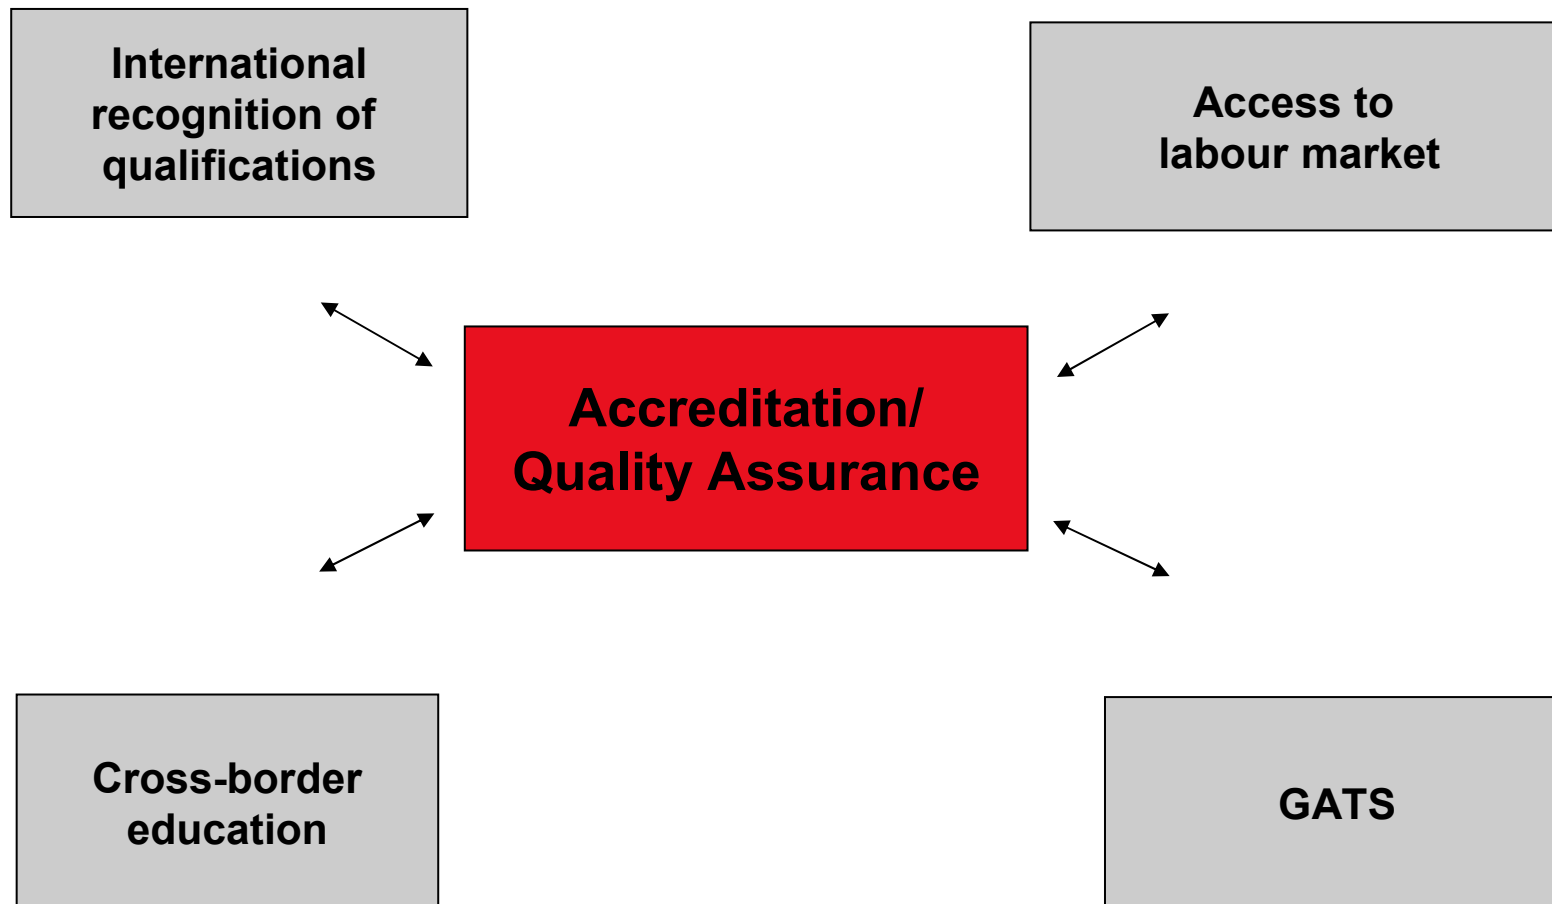 International
recognition of
qualifications
Access to
labour market
Accreditation/
Quality Assurance
Cross-border
education
GATS